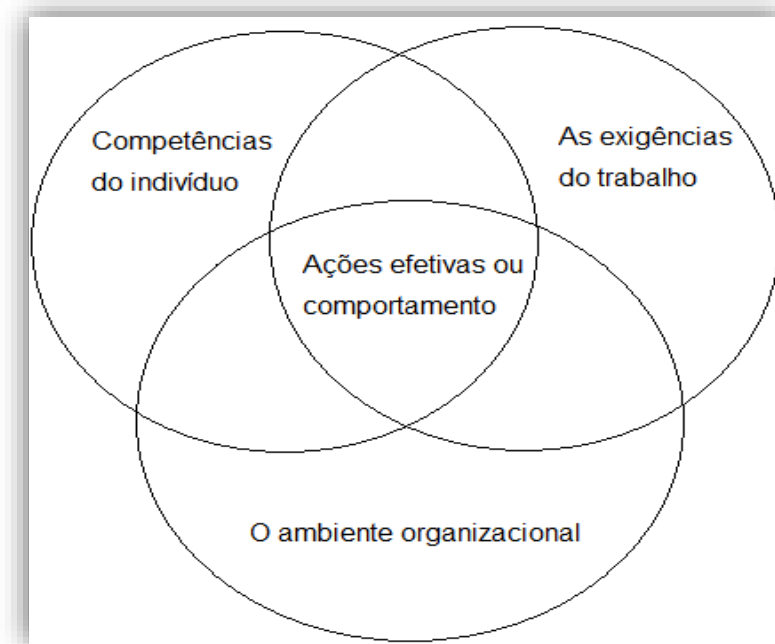 Competências
do indivíduo
As exigências
do trabalho
Ações efetivas ou
comportamento
O ambiente organizacional